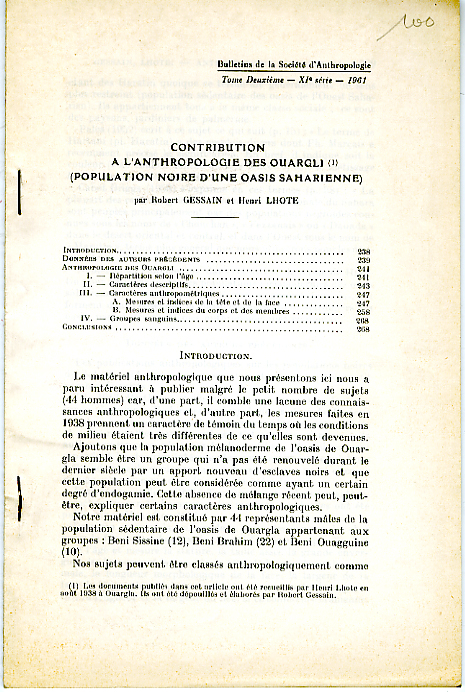 100
Bulletins de la Société d'Anthropologie
Tome Deuxième — XIe série — 1961
CONTRIBUTION
A L'ANTHROPOLOGIE DES OUARGLI (1)
(POPULATION NOIRE D'UNE OASIS SAHARIENNE)
par Robert GESSAIN et Henri LHOTE
INTRODUCTION.......... 238
DONNÉES DES AUTEURS PRÉCÉDENTS .......... 239
ANTHROPOLOGIE DES OUARGLI .......... 241
I. — Répartition selon l'âge .......... 241
II. — Caractères descriptifs .......... 243
III. — Caractères anthropométriques .......... 247
A. Mesures et indices de la tête et de la face .......... 247
B. Mesures et indices du corps et des membres .......... 258
IV. — Groupes sanguins .......... 268
CONCLUSIONS .......... 268
INTRODUCTION.
Le matériel anthropologique que nous présentons ici nous a
paru intéressant à publier malgré le petit nombre de sujets
(44 hommes) car, d'une part, il comble une lacune des connais-
sances anthropologiques et, d'autre part, les mesures faites en
1938 prennent un caractère de témoin du temps où les conditions
de milieu étaient très différentes de ce qu'elles sont devenues.
Ajoutons que la population mélanoderme de l'oasis de Ouar-
gla semble être un groupe qui n'a pas été renouvelé durant le
dernier siècle par un apport nouveau d'esclaves noirs et que
cette population peut être considérée comme ayant un certain
degré d'endogamie. Cette absence de mélange récent peut, peut-
être, expliquer certains caractères anthropologiques.
Notre matériel est constitué par 44 représentants mâles de la
population sédentaire de l'oasis de Ouargla appartenant aux
groupes : Beni Sissine (12), Beni Brahim (22) et Beni Ouagguine
(10).
Nos sujets peuvent être classés anthropologiquement comme
(1) Les documents publiés dans cet article ont été recueillis par Henri Lhote en
août 1938 à Ouargla. Ils ont été dépouillés et élaborés par Robert Gessain.